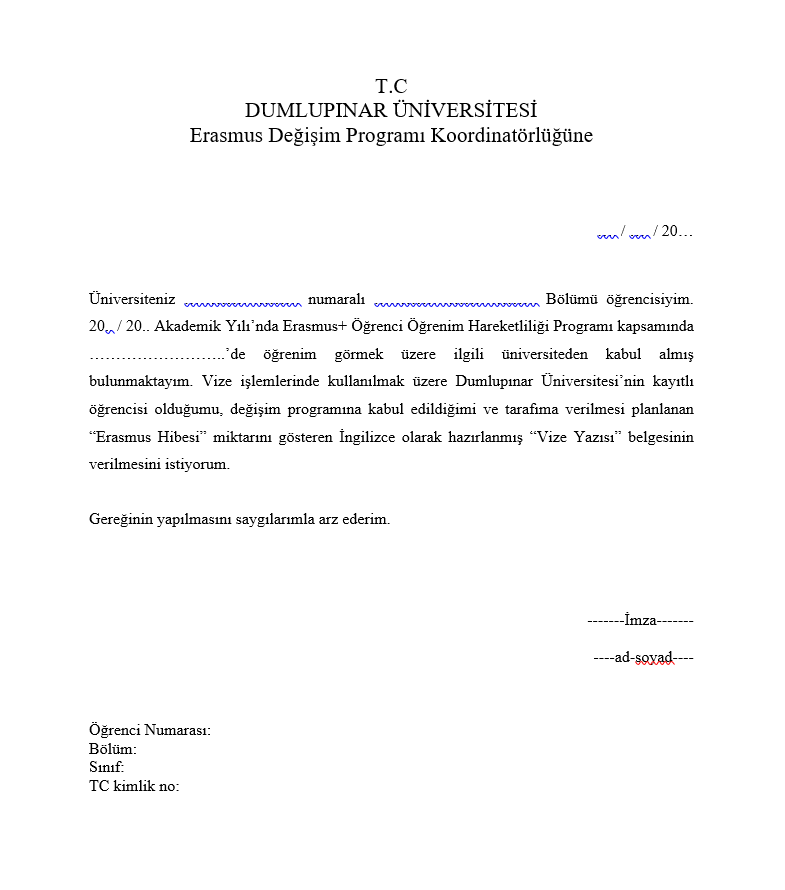 T.C
DUMLUPINAR ÜNİVERSİTESİ
Erasmus Değişim Programı Koordinatörlüğüne
…. / …. / 20…
Üniversiteniz ………………….. numaralı ………………………….. Bölümü öğrencisiyim.
20.. / 20.. Akademik Yılı’nda Erasmus+ Öğrenci Öğrenim Hareketliliği Programı kapsamında
……………………..’de öğrenim görmek üzere ilgili üniversiteden kabul almış
bulunmaktayım. Vize işlemlerinde kullanılmak üzere Dumlupınar Üniversitesi’nin kayıtlı
öğrencisi olduğumu, değişim programına kabul edildiğimi ve tarafıma verilmesi planlanan
“Erasmus Hibesi” miktarını gösteren İngilizce olarak hazırlanmış “Vize Yazısı” belgesinin
verilmesini istiyorum.
Gereğinin yapılmasını saygılarımla arz ederim.
-------İmza-------
----ad-soyad----
Öğrenci Numarası:
Bölüm:
Sınıf:
TC kimlik no: